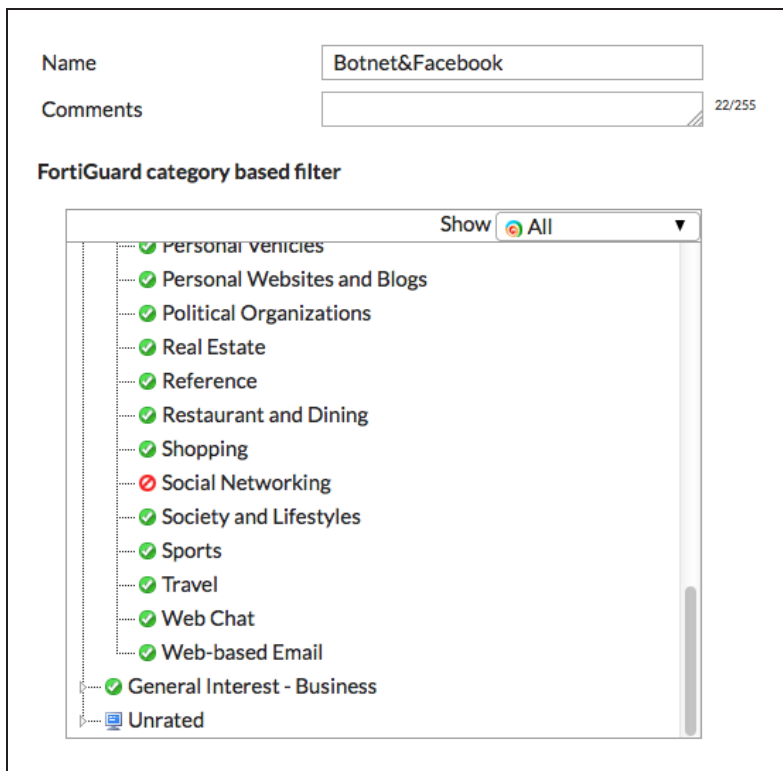 Name Botnet&Facebook
Comments 22/255
FortiGuard category based filter
Show All
Personal Vehicles
Personal Websites and Blogs
Political Organizations
Real Estate
Reference
Restaurant and Dining
Shopping
Social Networking
Society and Lifestyles
Sports
Travel
Web Chat
Web-based Email
General Interest - Business
Unrated